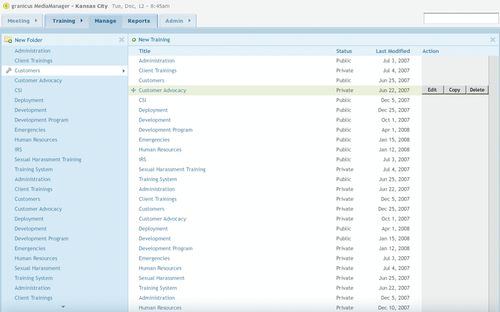 granicus MediaManager - Kansas City Tue, Dec, 12 - 8:45am
Meeting Training Manage Reports Admin
New Folder
Administration
Client Trainings
Customers
Customer Advocacy
CSI
Deployment
Development
Development Program
Emergencies
Human Resources
IRS
Sexual Harassment Training
Training System
Administration
Client Trainings
Customers
Customer Advocacy
Deployment
Development
Development Program
Emergencies
Human Resources
Sexual Harassment
Training System
Administration
Client Trainings
New Training
Title Status Last Modified Action
Administration Public Jul 3, 2007
Client Trainings Private Jul 4, 2007
Customers Public Jun 25, 2007
Customer Advocacy Private Jun 22, 2007 Edit Copy Delete
CSI Public Dec 5, 2007
Deployment Public Dec 25, 2007
Development Public Oct 1, 2007
Development Program Public Apr 1, 2008
Emergencies Public Jan 15, 2008
Human Resources Public Jan 12, 2008
IRS Public Jul 3, 2007
Sexual Harassment Training Private Jul 4, 2007
Training System Public Jun 25, 2007
Administration Private Jun 22, 2007
Client Trainings Private Dec 5, 2007
Customers Private Dec 25, 2007
Customer Advocacy Private Oct 1, 2007
Deployment Public Apr 1, 2008
Development Public Jan 15, 2008
Development Program Private Jan 12, 2008
Emergencies Private Jul 3, 2007
Human Resources Private Jul 4, 2007
Sexual Harassment Public Jun 25, 2007
Training System Private Jun 22, 2007
Administration Private Dec 5, 2007
Human Resources Private Dec 10, 2008